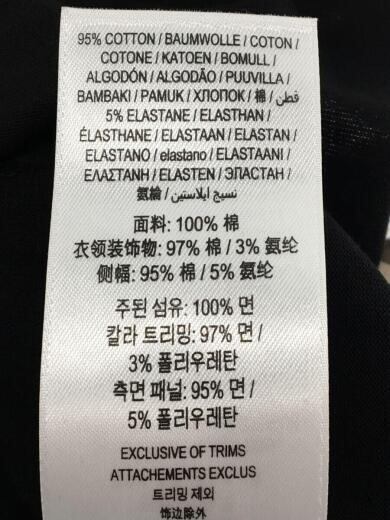 95% COTTON / BAUMWOLLE / COTON /
COTONE / KATOEN / BOMULL /
ALGODÓN / ALGODÃO / PUUVILLA /
BAMBAKI / PAMUK / ХЛОПОК / 棉 / قطن /
5% ELASTANE / ELASTHAN /
ÉLASTHANE / ELASTAAN / ELASTAN /
ELASTANO / elastano / ELASTAANI /
ΕΛΑΣΤΑΝΗ / ELASTEN / ЭПАСТАН /
氨綸 / نسيج ايلاستين /
面料: 100% 棉
衣领装饰物: 97% 棉 / 3% 氨纶
侧幅: 95% 棉 / 5% 氨纶
주된 섬유: 100% 면
칼라 트리밍: 97% 면 /
3% 폴리우레탄
측면 패널: 95% 면 /
5% 폴리우레탄
EXCLUSIVE OF TRIMS
ATTACHEMENTS EXCLUS
트리밍 제외
饰边除外